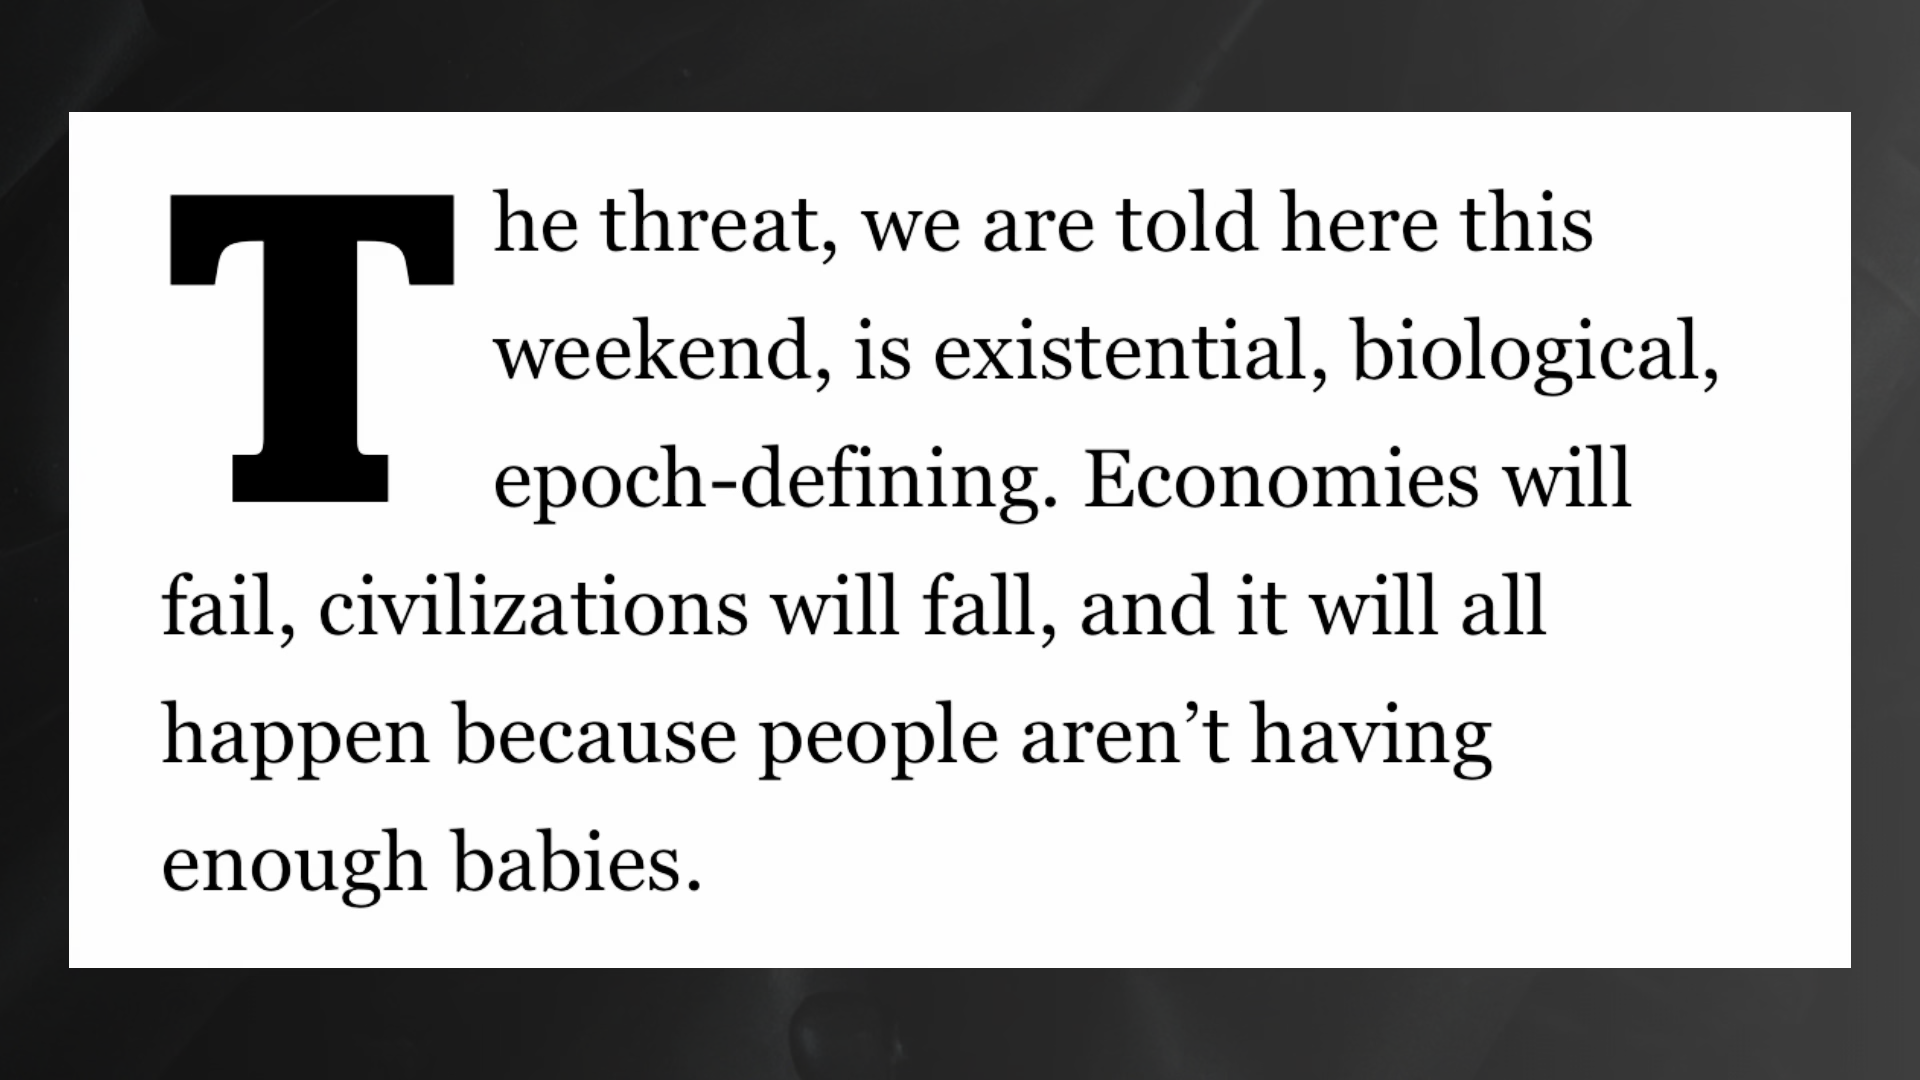 The threat, we are told here this
weekend, is existential, biological,
epoch-defining. Economies will
fail, civilizations will fall, and it will all
happen because people aren’t having
enough babies.